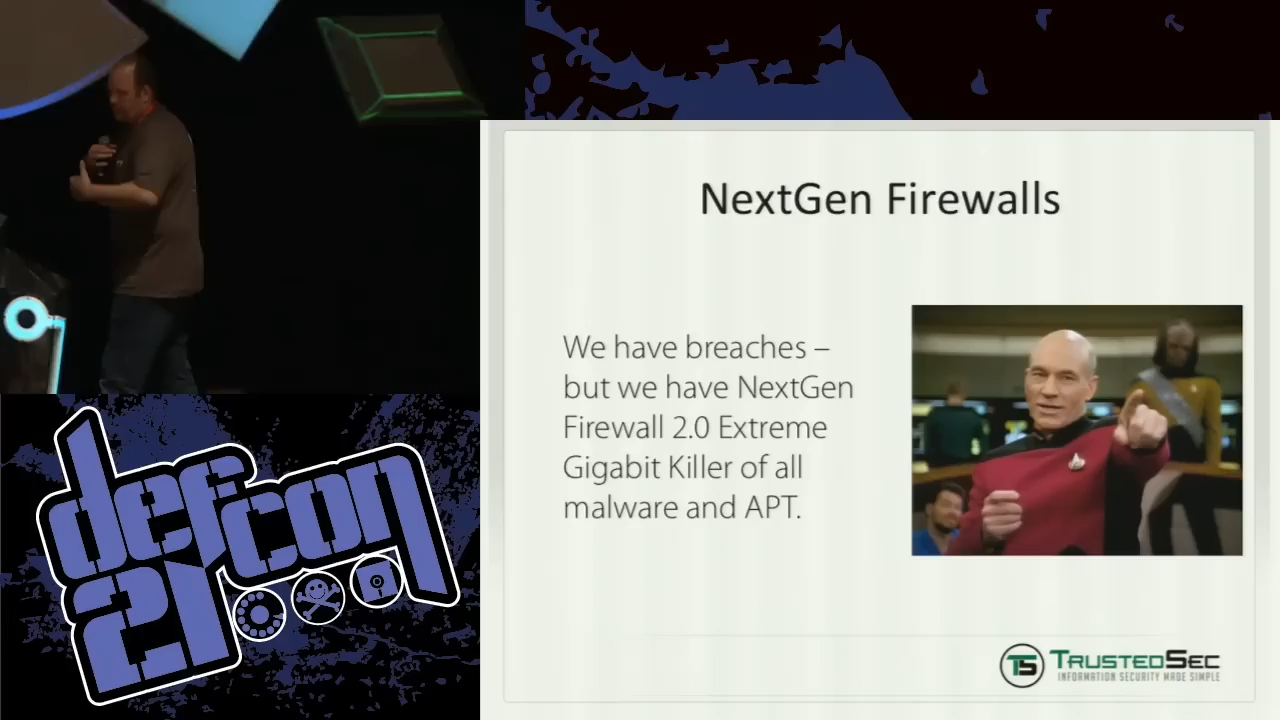 NextGen Firewalls
We have breaches –
but we have NextGen
Firewall 2.0 Extreme
Gigabit Killer of all
malware and APT.
defcon
21
TS TRUSTEDSEC
INFORMATION SECURITY MADE SIMPLE